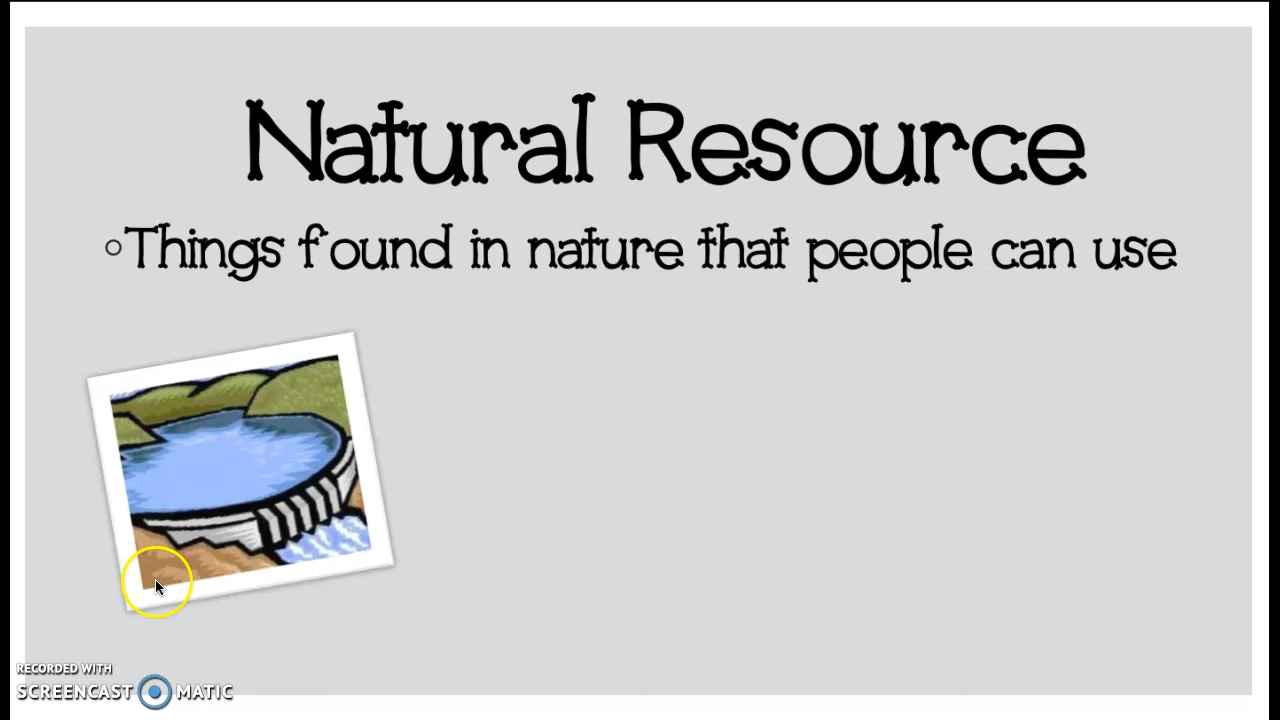 Natural Resource
◦Things found in nature that people can use
RECORDED WITH
SCREENCAST MATIC